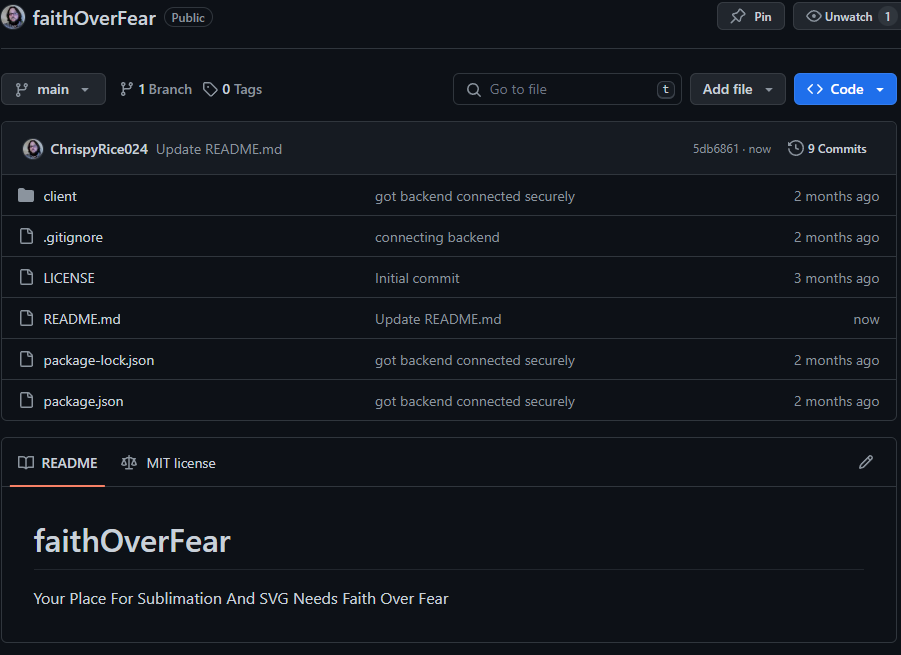 faithOverFear Public Pin Unwatch 1
main 1 Branch 0 Tags Go to file t Add file Code
ChrispyRice024 Update README.md 5db6861 · now 9 Commits
client got backend connected securely 2 months ago
.gitignore connecting backend 2 months ago
LICENSE Initial commit 3 months ago
README.md Update README.md now
package-lock.json got backend connected securely 2 months ago
package.json got backend connected securely 2 months ago
README MIT license
faithOverFear
Your Place For Sublimation And SVG Needs Faith Over Fear